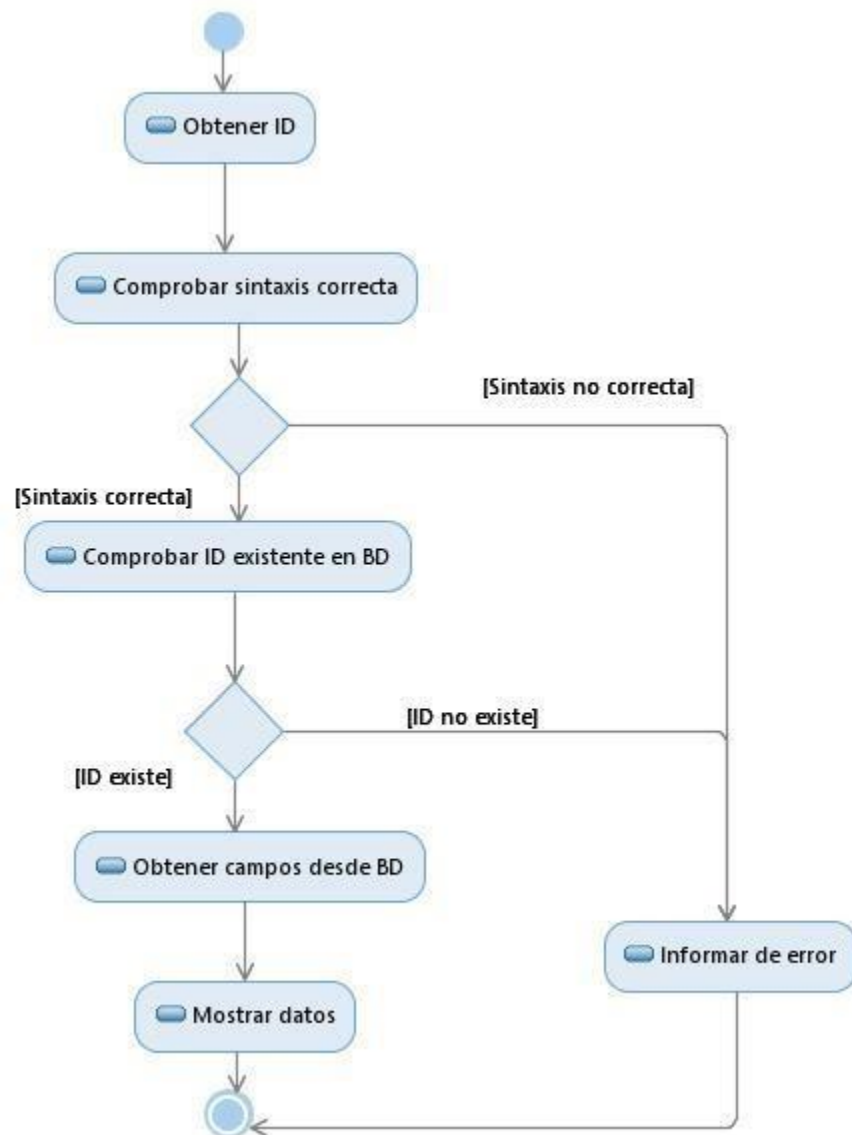 Obtener ID
Comprobar sintaxis correcta
[Sintaxis no correcta]
[Sintaxis correcta]
Comprobar ID existente en BD
[ID no existe]
[ID existe]
Obtener campos desde BD
Informar de error
Mostrar datos